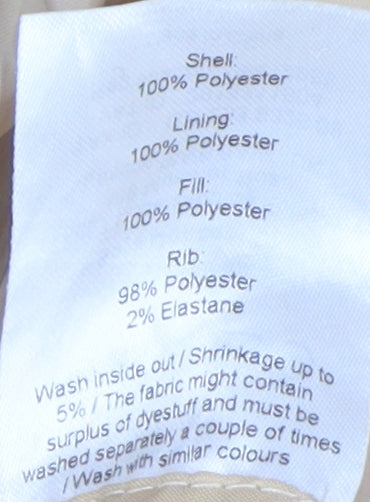 Shell:
100% Polyester
Lining:
100% Polyester
Fill:
100% Polyester
Rib:
98% Polyester
2% Elastane
Wash inside out / Shrinkage up to
5% / The fabric might contain
surplus of dyestuff and must be
washed separately a couple of times
/ Wash with similar colours